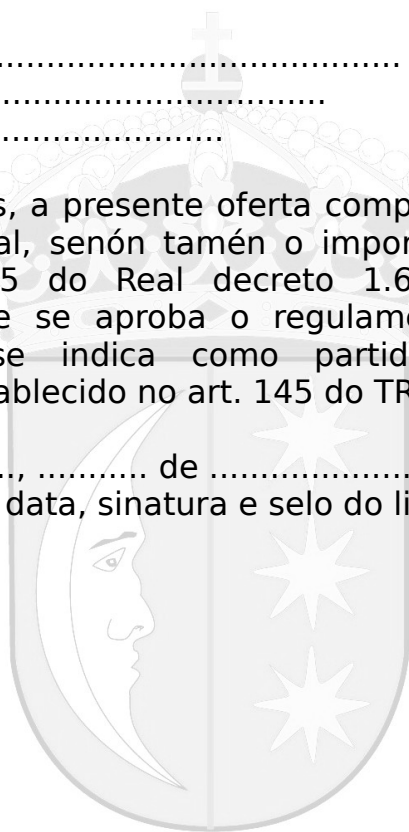 ..........................................
.................................
......................
s, a presente oferta comp
al, senón tamén o impor
5 do Real decreto 1.6
e se aproba o regulame
se indica como partid
ablecido no art. 145 do TR
.., ........... de .....................
data, sinatura e selo do li